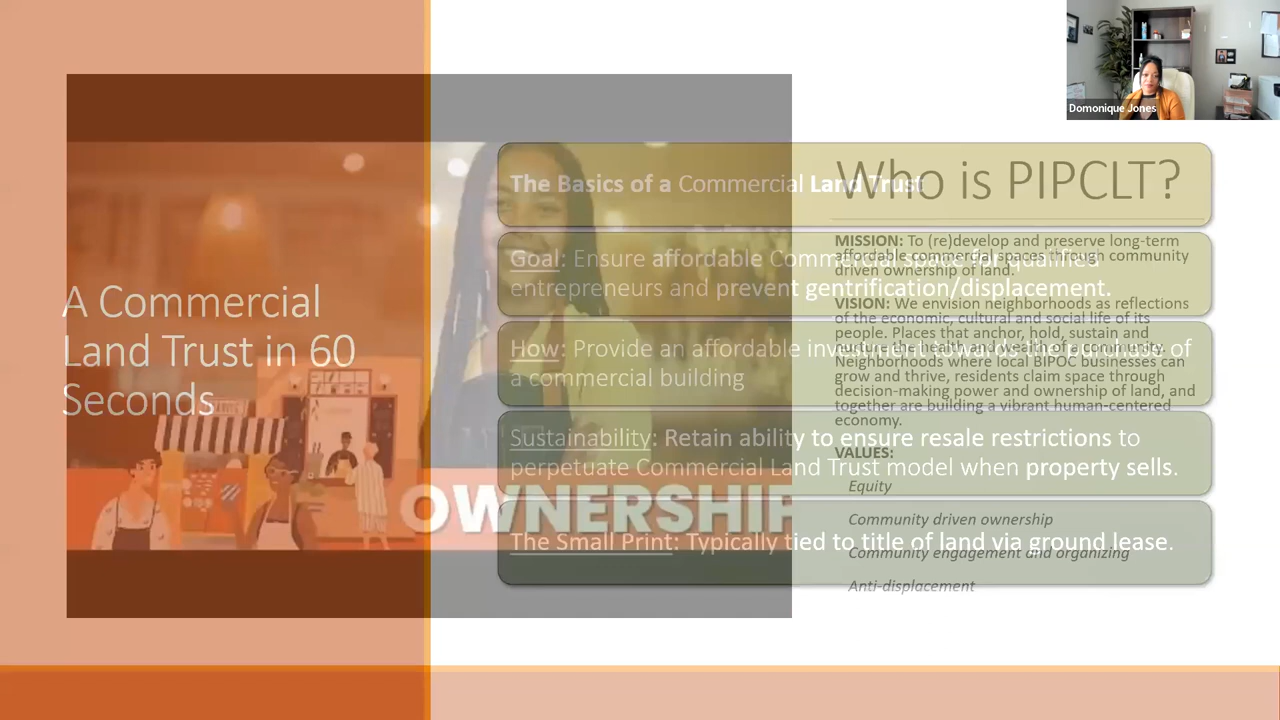 Domonique Jones
A Commercial
Land Trust in 60
Seconds
OWNERSHIP
The Basics of a Commercial Land Trust
Goal: Ensure affordable Commercial space for qualified
entrepreneurs and prevent gentrification/displacement.
How: Provide an affordable investment towards the purchase of
a commercial building
Sustainability: Retain ability to ensure resale restrictions to
perpetuate Commercial Land Trust model when property sells.
The Small Print: Typically tied to title of land via ground lease.
Who is PIPCLT?
MISSION: To (re)develop and preserve long-term
affordable commercial spaces through community
driven ownership of land.
VISION: We envision neighborhoods as reflections
of the economic, cultural and social life of its
people. Places that anchor, hold, sustain and
nurture the health and wealth of a community.
Neighborhoods where local BIPOC businesses can
grow and thrive, residents claim space through
decision-making power and ownership of land, and
together are building a vibrant human-centered
economy.
VALUES:
Equity
Community driven ownership
Community engagement and organizing
Anti-displacement